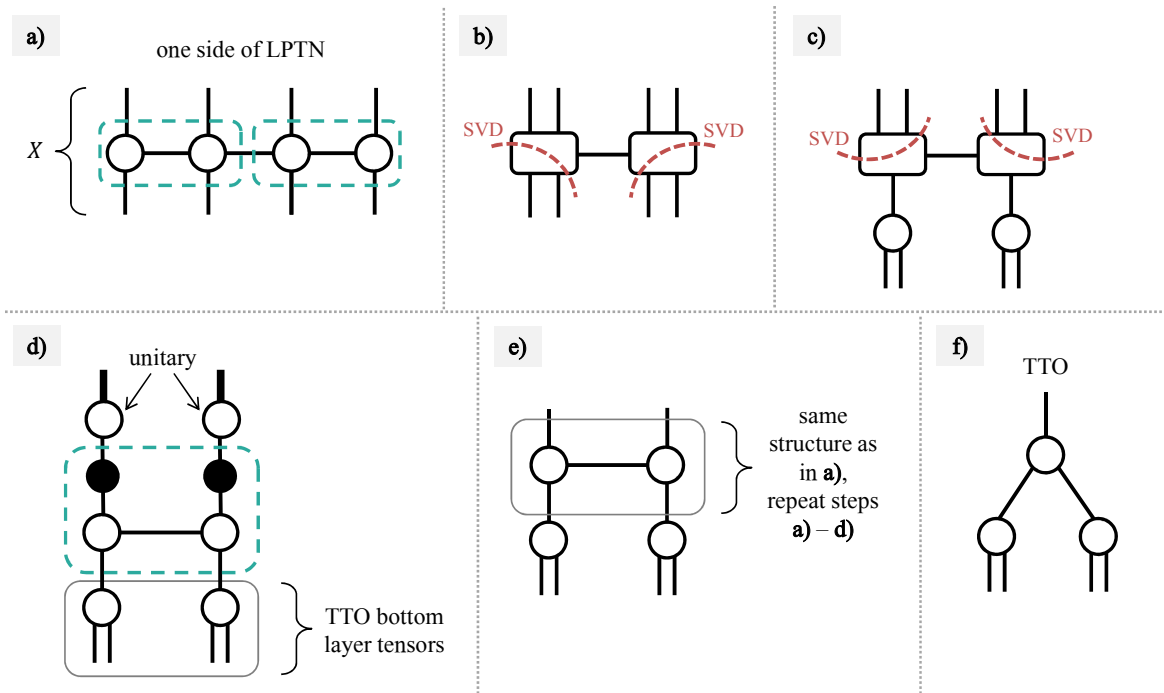 a)
one side of LPTN
X
b)
SVD
SVD
c)
SVD
SVD
d)
unitary
TTO bottom
layer tensors
e)
same
structure as
in a),
repeat steps
a) – d)
f)
TTO